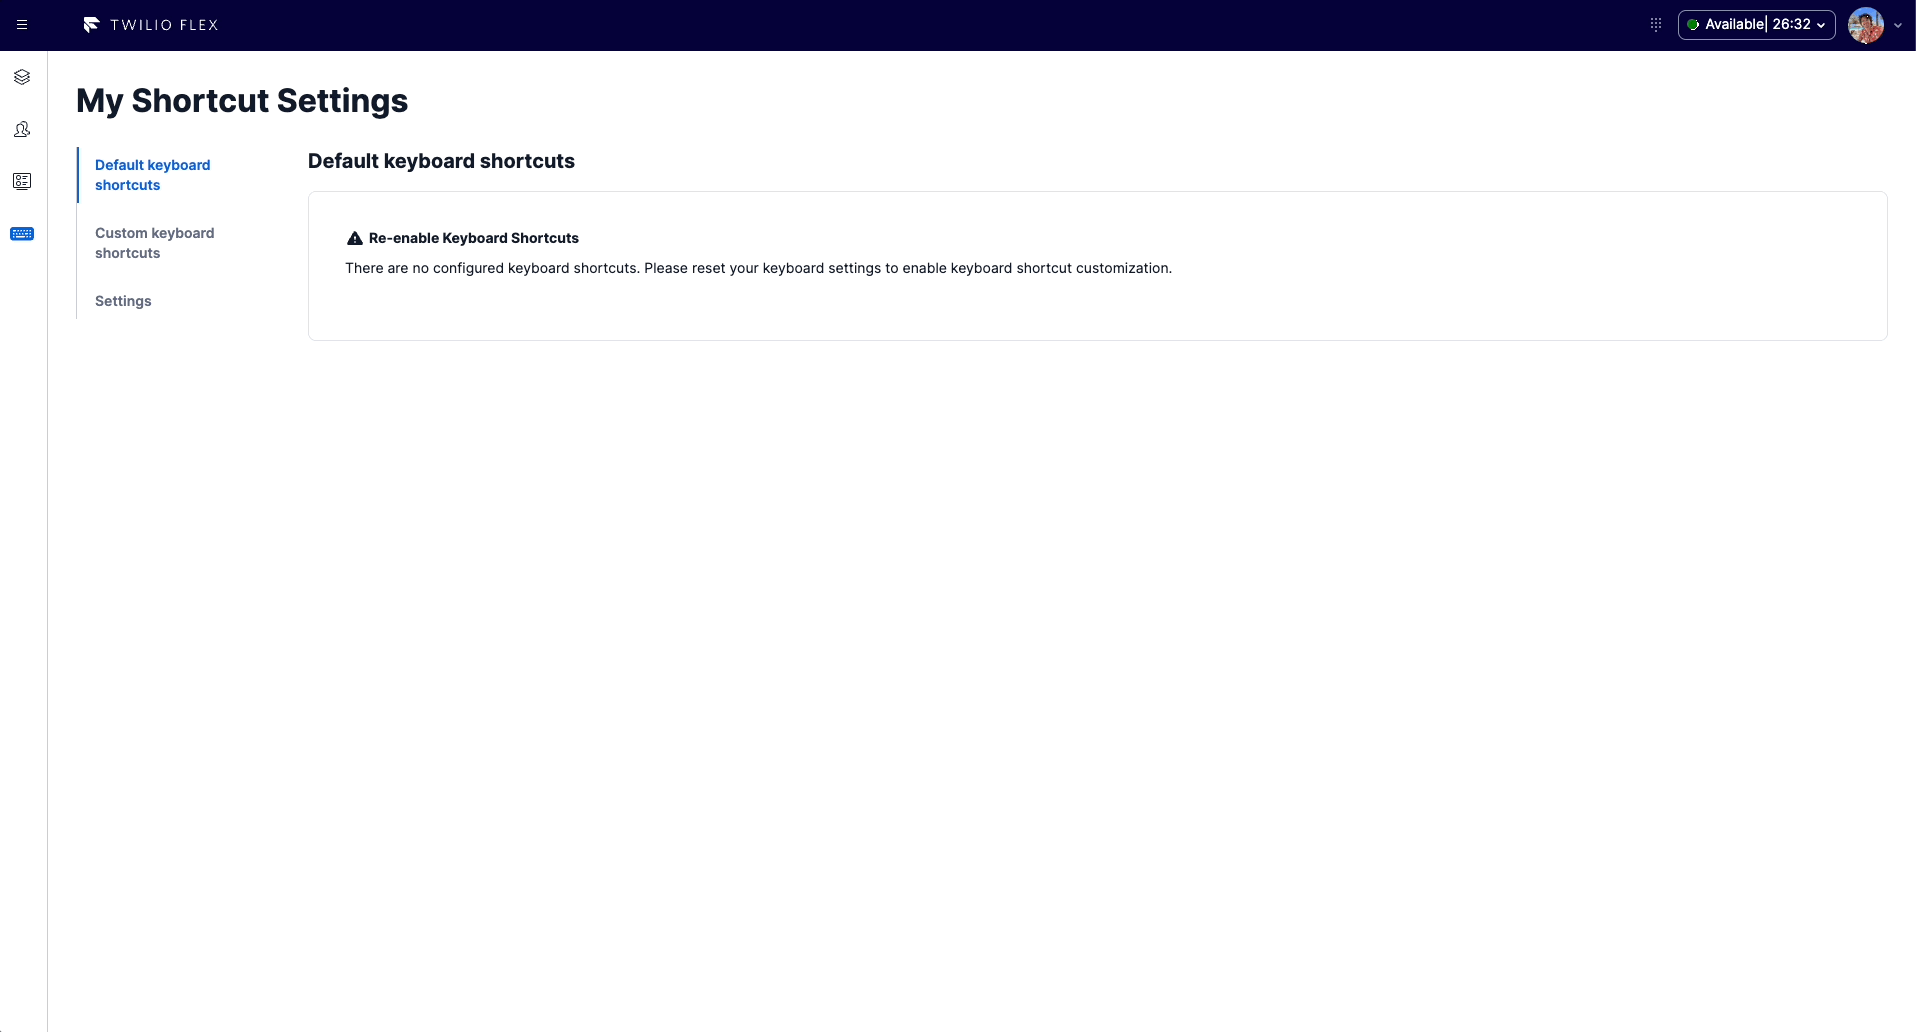 TWILIO FLEX
Available| 26:32
My Shortcut Settings
Default keyboard
shortcuts
Custom keyboard
shortcuts
Settings
Default keyboard shortcuts
Re-enable Keyboard Shortcuts
There are no configured keyboard shortcuts. Please reset your keyboard settings to enable keyboard shortcut customization.